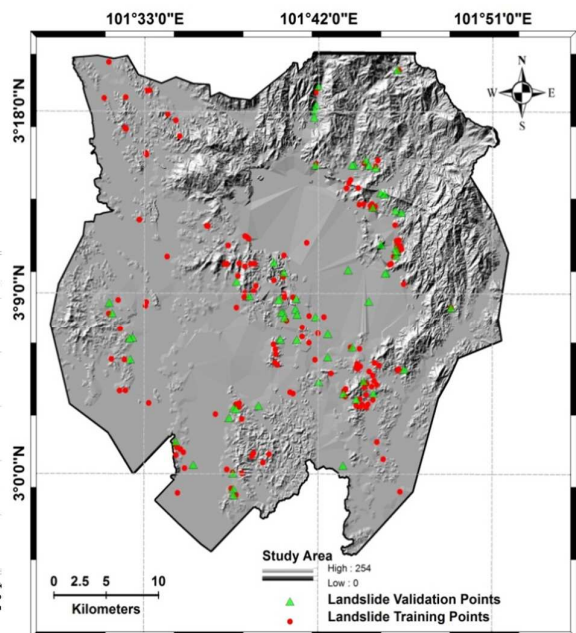 101°33'0"E 101°42'0"E 101°51'0"E
N
W E
S
3°18'0"N
3°9'0"N
3°0'0"N
Study Area
High : 254
Low : 0
0 2.5 5 10
Kilometers
Landslide Validation Points
Landslide Training Points